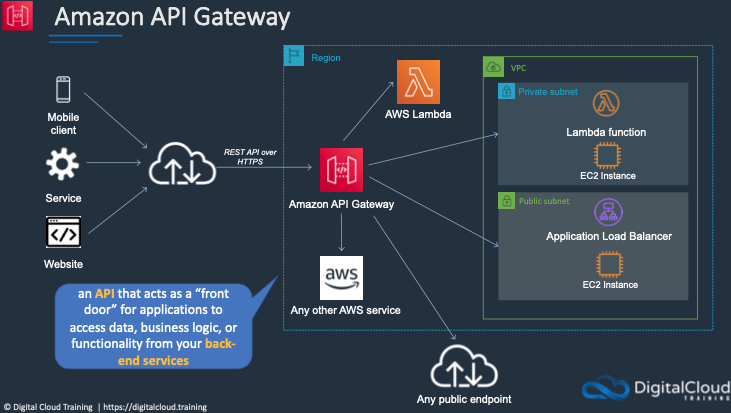 Amazon API Gateway
Region
VPC
Private subnet
Mobile
client
AWS Lambda
Lambda function
REST API over
HTTPS
EC2 Instance
Service
Amazon API Gateway
Public subnet
Application Load Balancer
Website
EC2 Instance
aws
an API that acts as a “front
door” for applications to
access data, business logic, or
functionality from your back-
end services
Any other AWS service
Any public endpoint
DigitalCloud
TRAINING
© Digital Cloud Training | https://digitalcloud.training